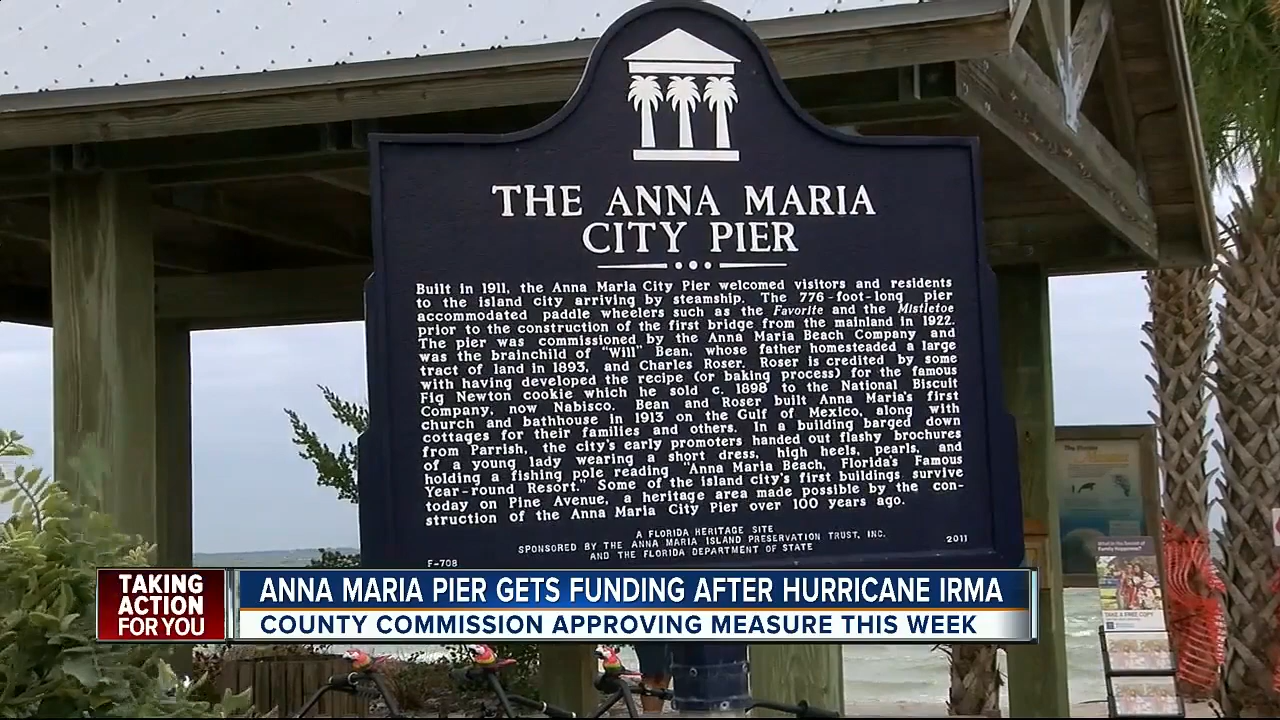 THE ANNA MARIA
CITY PIER
Built in 1911, the Anna Maria City Pier welcomed visitors and residents
to the island city arriving by steamship. The 776-foot-long pier
accommodated paddle wheelers such as the Favorite and the Mistletoe
prior to the construction of the first bridge from the mainland in 1922.
The pier was commissioned by the Anna Maria Beach Company and
was the brainchild of "Will" Bean, whose father homesteaded a large
tract of land in 1893, and Charles Roser. Roser is credited by some
with having developed the recipe (or baking process) for the famous
Fig Newton cookie which he sold c. 1898 to the National Biscuit
Company, now Nabisco. Bean and Roser built Anna Maria's first
church and bathhouse in 1913 on the Gulf of Mexico, along with
cottages for their families and others. In a building barged down
from Parrish, the city's early promoters handed out flashy brochures
of a young lady wearing a short dress, high heels, pearls, and
holding a fishing pole reading "Anna Maria Beach, Florida's Famous
Year-round Resort." Some of the island city's first buildings survive
today on Pine Avenue, a heritage area made possible by the con-
struction of the Anna Maria City Pier over 100 years ago.
A FLORIDA HERITAGE SITE
SPONSORED BY THE ANNA MARIA ISLAND PRESERVATION TRUST, INC.
AND THE FLORIDA DEPARTMENT OF STATE
F-708
2011
The Florida
Family Happiness?
TAKE A FREE COPY
TAKING
ACTION
FOR YOU
ANNA MARIA PIER GETS FUNDING AFTER HURRICANE IRMA
COUNTY COMMISSION APPROVING MEASURE THIS WEEK